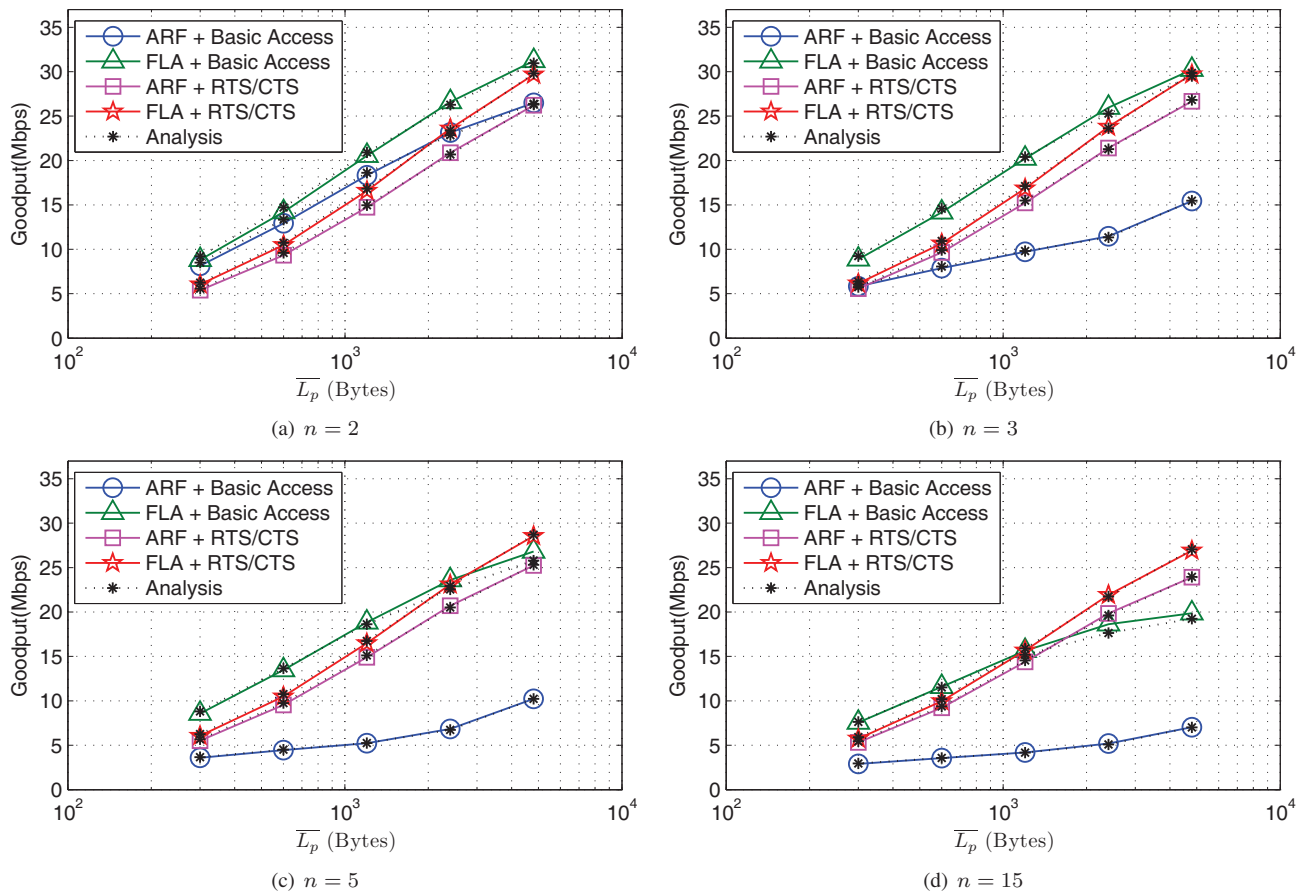 35
30
25
20
15
10
5
0
Goodput(Mbps)
ARF + Basic Access
FLA + Basic Access
ARF + RTS/CTS
FLA + RTS/CTS
Analysis
10^2
10^3
10^4
\overline{L_p} (Bytes)
(a) n = 2
35
30
25
20
15
10
5
0
Goodput(Mbps)
ARF + Basic Access
FLA + Basic Access
ARF + RTS/CTS
FLA + RTS/CTS
Analysis
10^2
10^3
10^4
\overline{L_p} (Bytes)
(b) n = 3
35
30
25
20
15
10
5
0
Goodput(Mbps)
ARF + Basic Access
FLA + Basic Access
ARF + RTS/CTS
FLA + RTS/CTS
Analysis
10^2
10^3
10^4
\overline{L_p} (Bytes)
(c) n = 5
35
30
25
20
15
10
5
0
Goodput(Mbps)
ARF + Basic Access
FLA + Basic Access
ARF + RTS/CTS
FLA + RTS/CTS
Analysis
10^2
10^3
10^4
\overline{L_p} (Bytes)
(d) n = 15